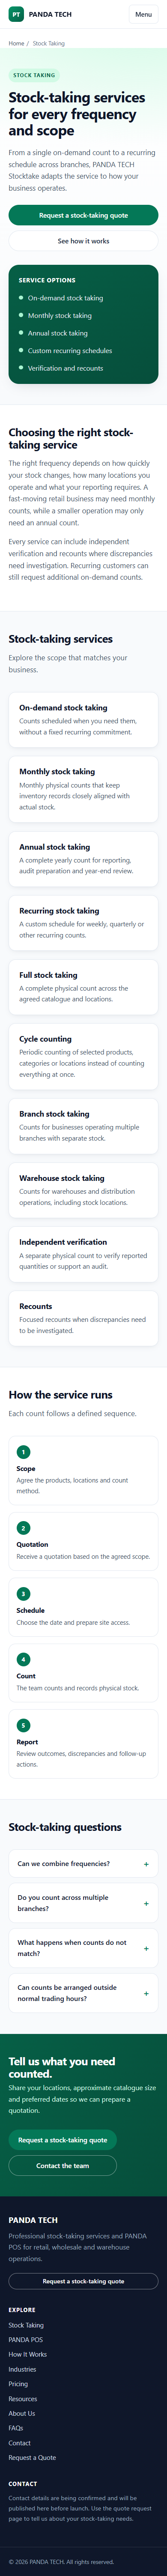 PT PANDA TECH Menu
Home / Stock Taking
STOCK TAKING
Stock-taking services
for every frequency
and scope
From a single on-demand count to a recurring
schedule across branches, PANDA TECH
Stocktake adapts to the service to how your
business operates.
Request a stock-taking quote
See how it works
SERVICE OPTIONS
On-demand stock taking
Monthly stock taking
Annual stock taking
Custom recurring schedules
Verification and recounts
Choosing the right stock-
taking service
The right frequency depends on how quickly
your stock changes, how many locations you
operate and what your reporting requires. A
fast-moving retail business may need monthly
counts, while a smaller operation may only
need an annual count.
Every service can include independent
verification and recounts where discrepancies
need investigation. Recurring customers can
still request additional on-demand counts.
Stock-taking services
Explore the scope that matches your
business.
On-demand stock taking
Counts scheduled when you need them,
without a fixed recurring commitment.
Monthly stock taking
Monthly physical counts that keep
inventory records closely aligned with
actual stock.
Annual stock taking
A complete yearly count for reporting,
audit preparation and year-end review.
Recurring stock taking
A custom schedule for weekly, quarterly or
other recurring counts.
Full stock taking
A complete physical count across the
agreed catalogue and locations.
Cycle counting
Periodic counting of selected products,
categories or locations instead of counting
everything at once.
Branch stock taking
Counts for businesses operating multiple
branches with separate stock.
Warehouse stock taking
Counts for warehouses and distribution
operations, including stock locations.
Independent verification
A separate physical count to verify reported
quantities or support an audit.
Recounts
Focused recounts when discrepancies need
to be investigated.
How the service runs
Each count follows a defined sequence.
1
Scope
Agree the products, locations and count
method.
2
Quotation
Receive a quotation based on the agreed scope.
3
Schedule
Choose the date and prepare site access.
4
Count
The team counts and records physical stock.
5
Report
Review outcomes, discrepancies and follow-up
actions.
Stock-taking questions
Can we combine frequencies? +
Do you count across multiple
branches? +
What happens when counts do not
match? +
Can counts be arranged outside
normal trading hours? +
Tell us what you need
counted.
Share your locations, approximate catalogue size
and preferred dates so we can prepare a
quotation.
Request a stock-taking quote
Contact the team
PANDA TECH
Professional stock-taking services and PANDA
POS for retail, wholesale and warehouse
operations.
Request a stock-taking quote
EXPLORE
Stock Taking
PANDA POS
How It Works
Industries
Pricing
Resources
About Us
FAQs
Contact
Request a Quote
CONTACT
Contact details are being confirmed and will be
published here before launch. Use the quote request
page to tell us about your stock-taking needs.
© 2026 PANDA TECH. All rights reserved.